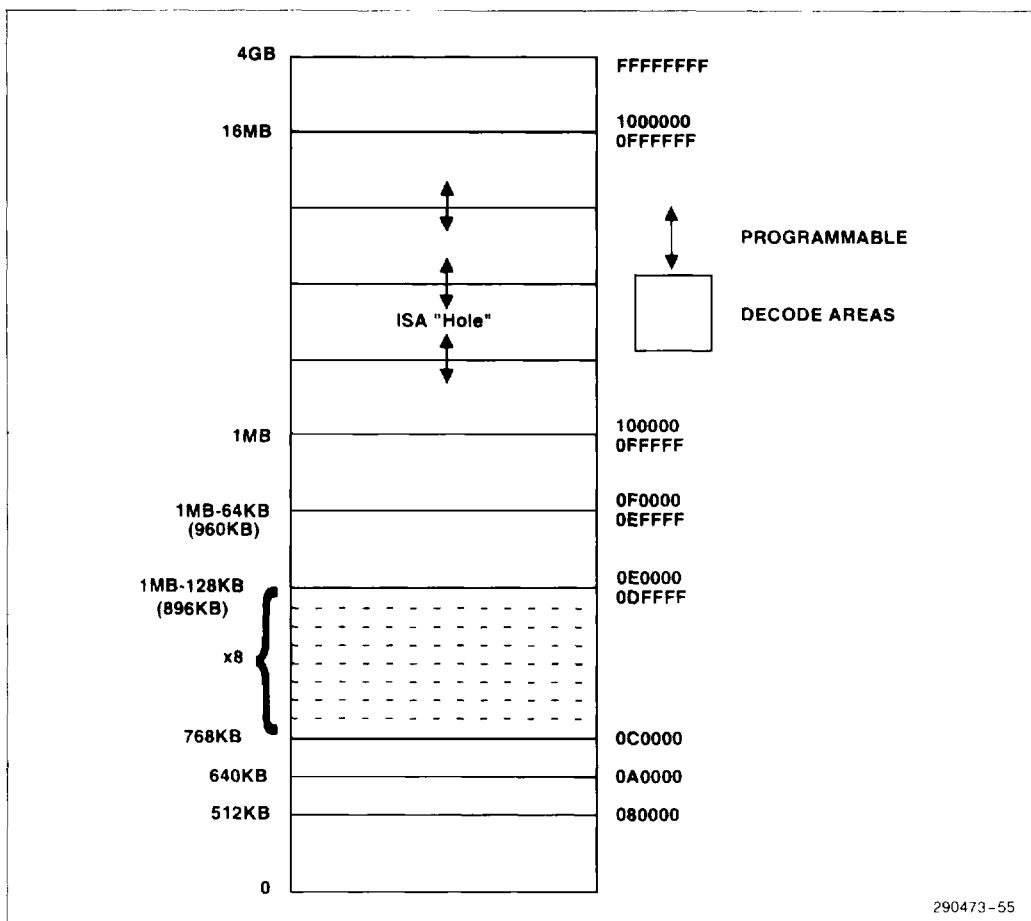 4GB
FFFFFFFF
16MB
1000000
0FFFFFF
PROGRAMMABLE
DECODE AREAS
ISA "Hole"
1MB
100000
0FFFFF
1MB-64KB
(960KB)
0F0000
0EFFFF
1MB-128KB
(896KB)
0E0000
0DFFFF
x8
768KB
0C0000
640KB
0A0000
512KB
080000
0
290473-55